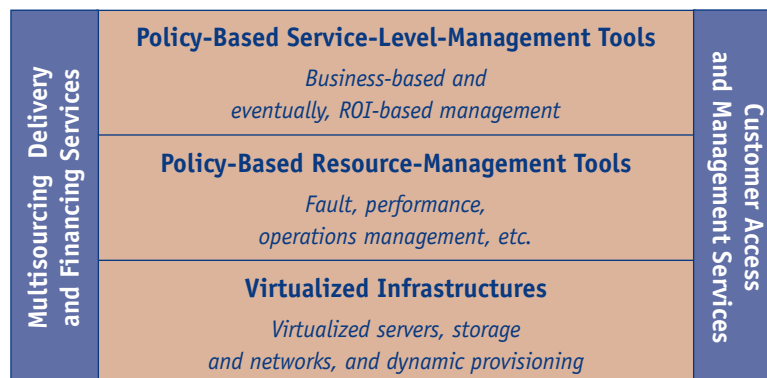 Multisourcing Delivery
and Financing Services
Policy-Based Service-Level-Management Tools
Business-based and
eventually, ROI-based management
Policy-Based Resource-Management Tools
Fault, performance,
operations management, etc.
Virtualized Infrastructures
Virtualized servers, storage
and networks, and dynamic provisioning
Customer Access
and Management Services